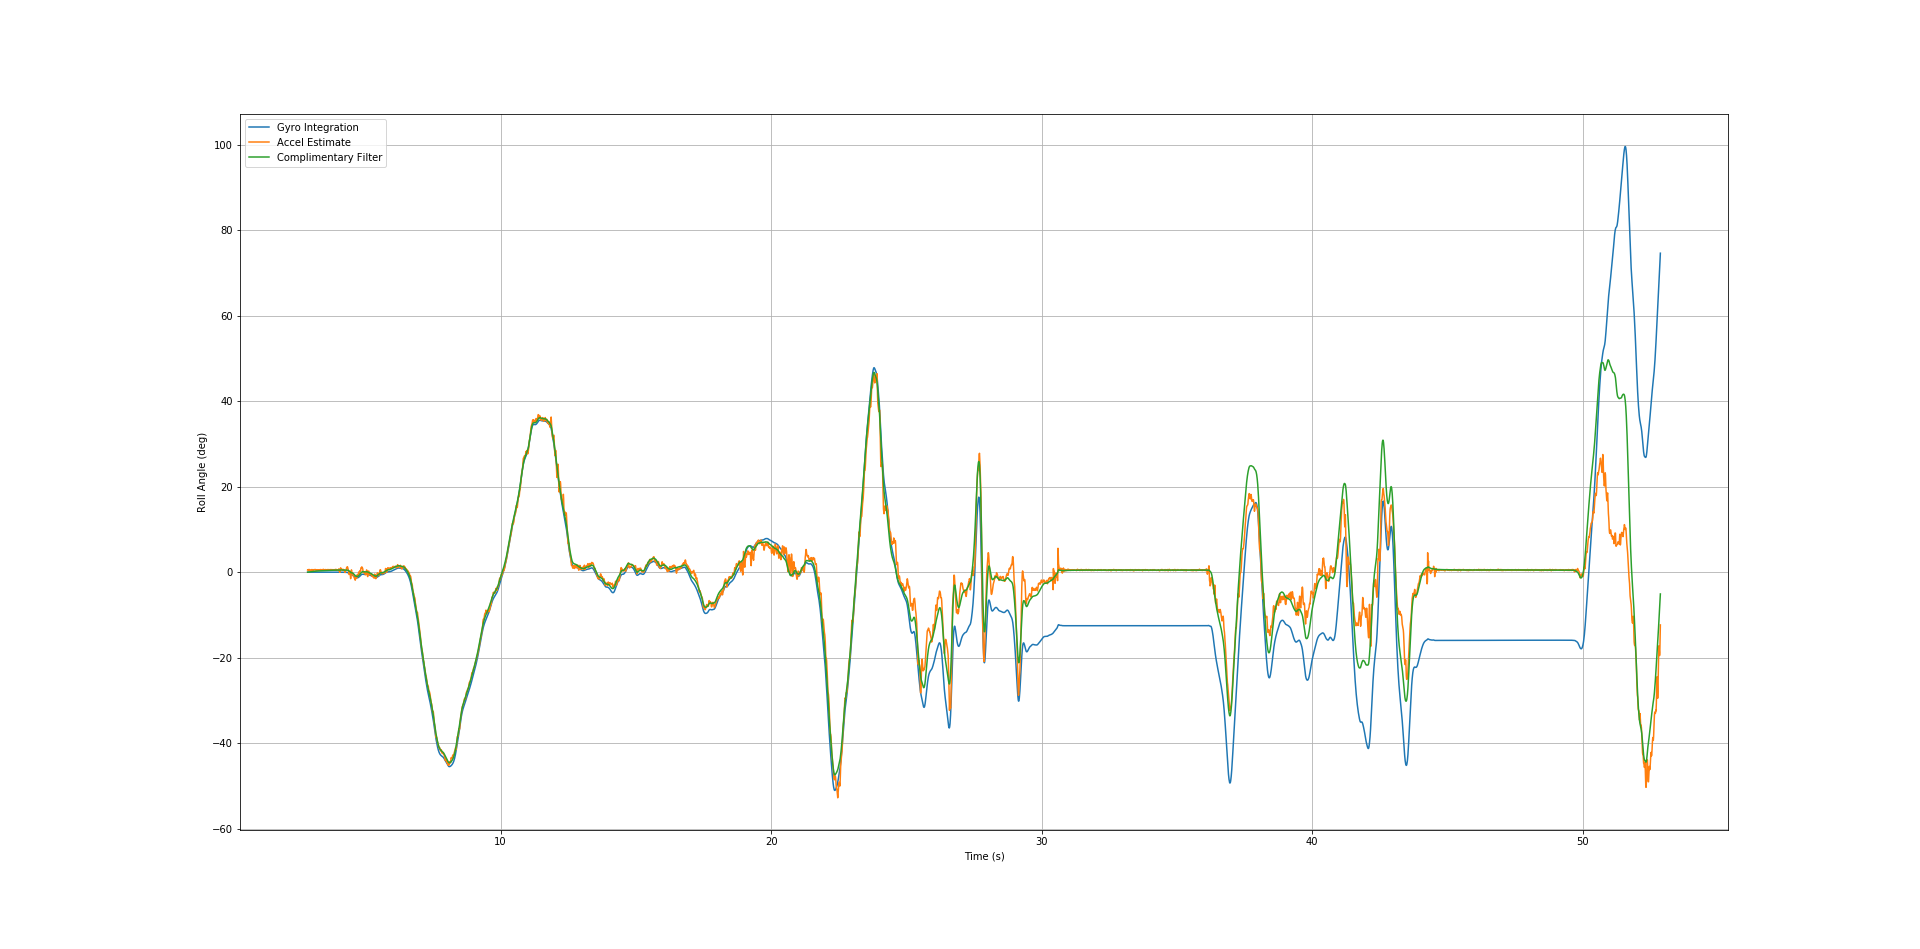 Gyro Integration
Accel Estimate
Complimentary Filter
100
80
60
40
20
0
−20
−40
−60
Roll Angle (deg)
10
20
30
40
50
Time (s)